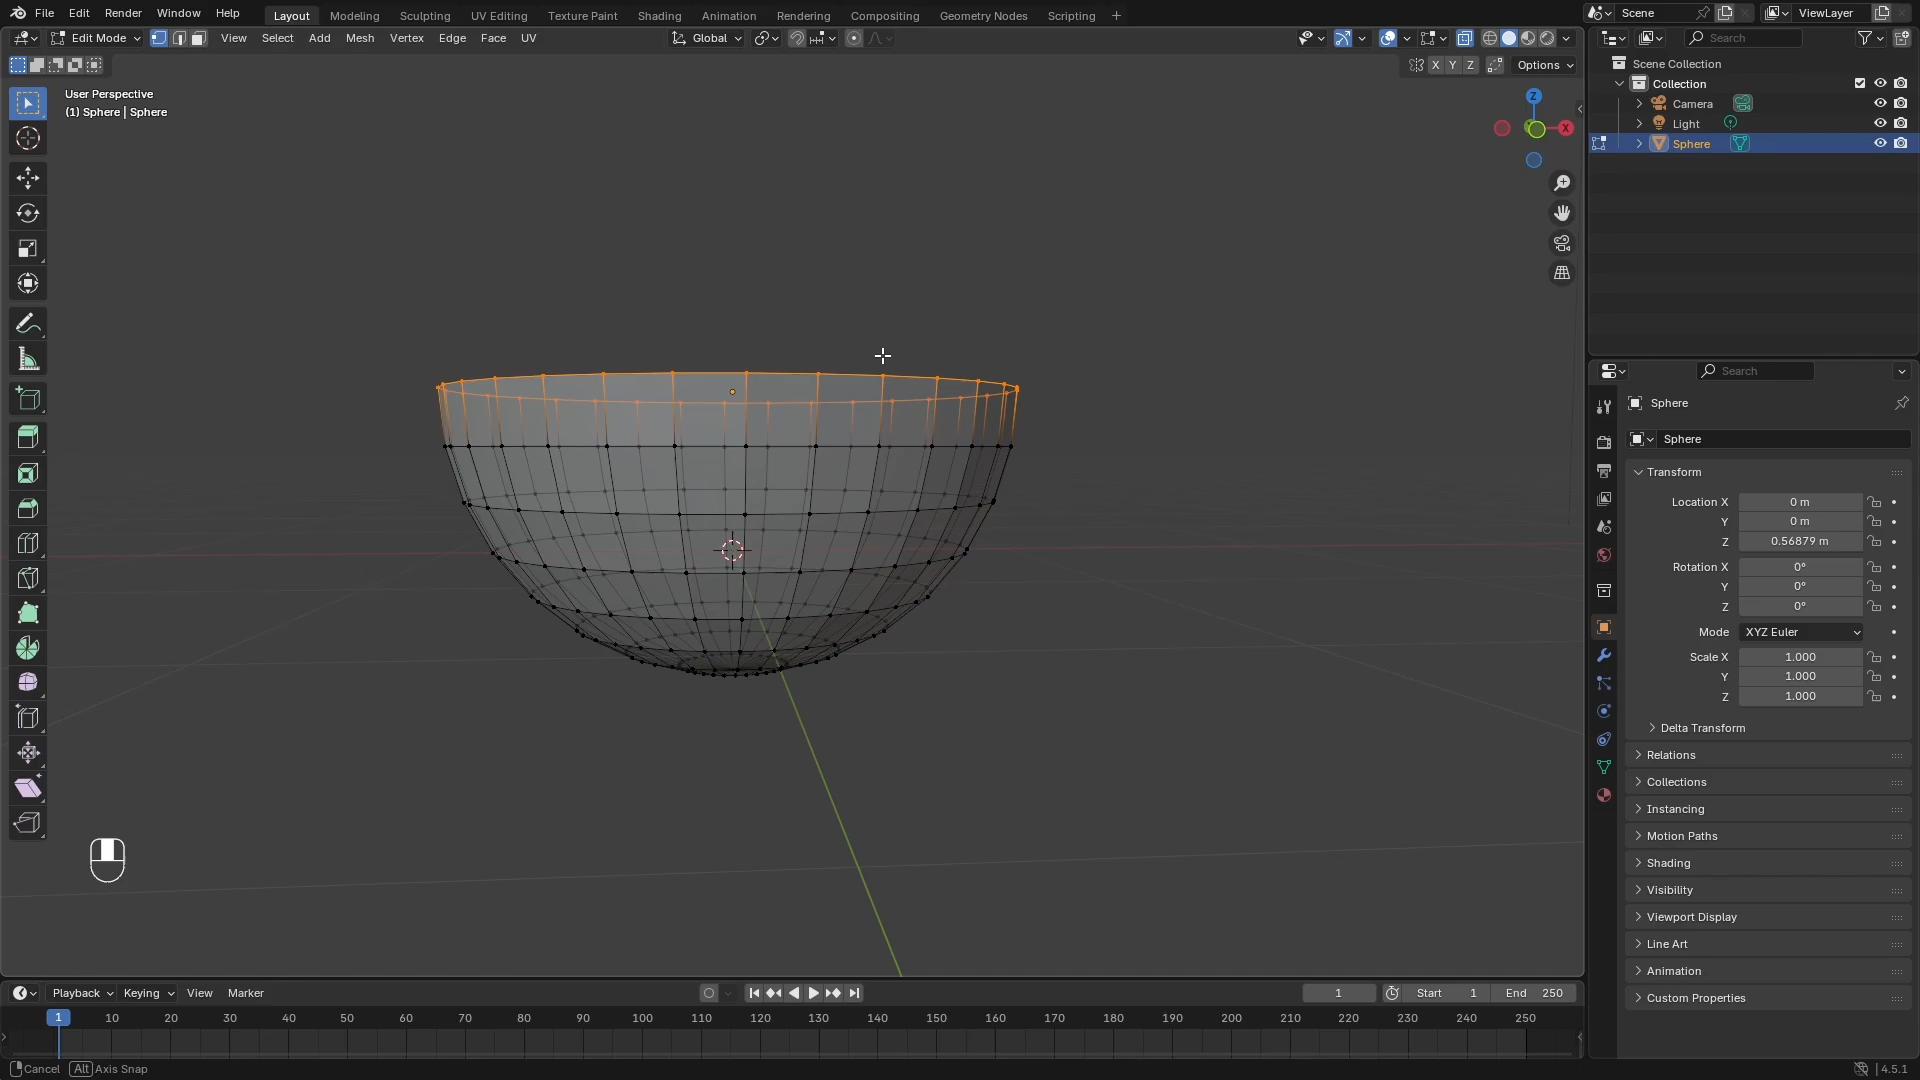 File Edit Render Window Help Layout Modeling Sculpting UV Editing Texture Paint Shading Animation Rendering Compositing Geometry Nodes Scripting + Scene ViewLayer
Edit Mode View Select Add Mesh Vertex Edge Face UV Global Search
X Y Z Options
User Perspective
(1) Sphere | Sphere
Z
X
Scene Collection
Collection
Camera
Light
Sphere
Search
Sphere
Sphere
Transform
Location X 0 m
Y 0 m
Z 0.56879 m
Rotation X 0°
Y 0°
Z 0°
Mode XYZ Euler
Scale X 1.000
Y 1.000
Z 1.000
Delta Transform
Relations
Collections
Instancing
Motion Paths
Shading
Visibility
Viewport Display
Line Art
Animation
Custom Properties
Playback Keying View Marker 1 Start 1 End 250
1 10 20 30 40 50 60 70 80 90 100 110 120 130 140 150 160 170 180 190 200 210 220 230 240 250
Cancel Alt Axis Snap 4.5.1